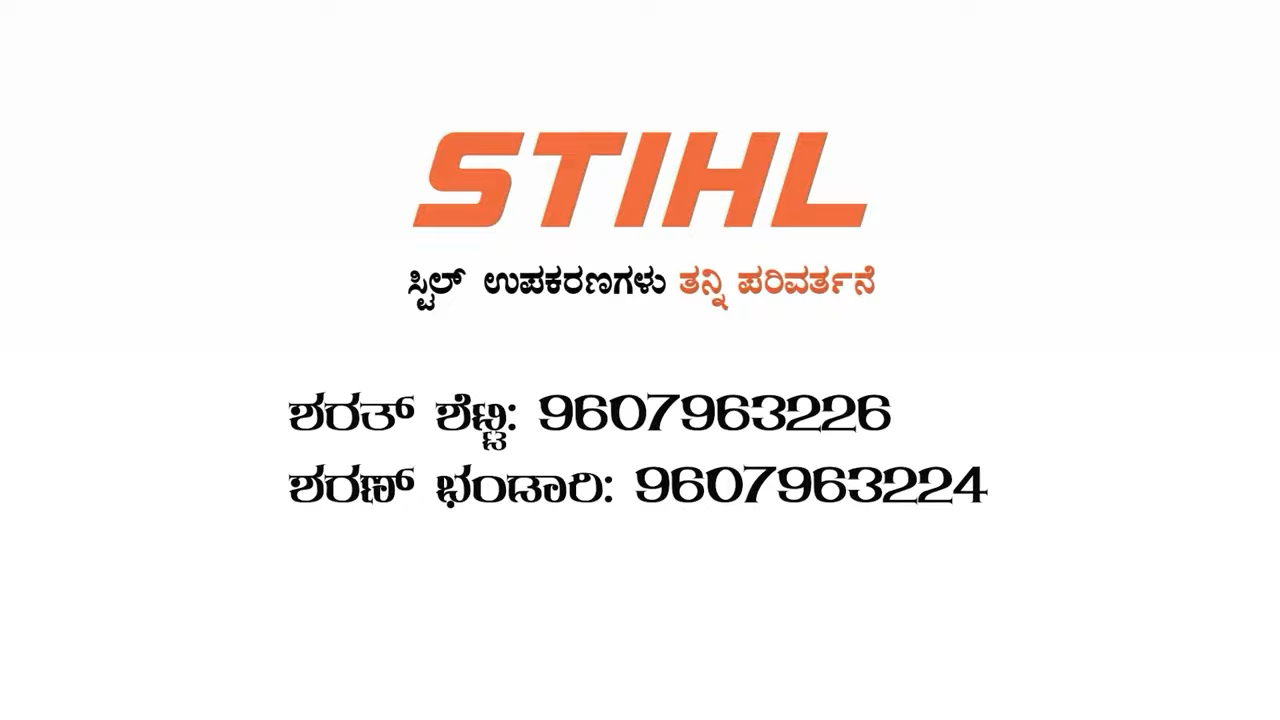 STIHL
ಸ್ಟಿಲ್ ಉಪಕರಣಗಳು ತನ್ನಿ ಪರಿವರ್ತನೆ
ಶರತ್ ಶೆಟ್ಟಿ: 9607963226
ಶರಣ್ ಭಂಡಾರಿ: 9607963224